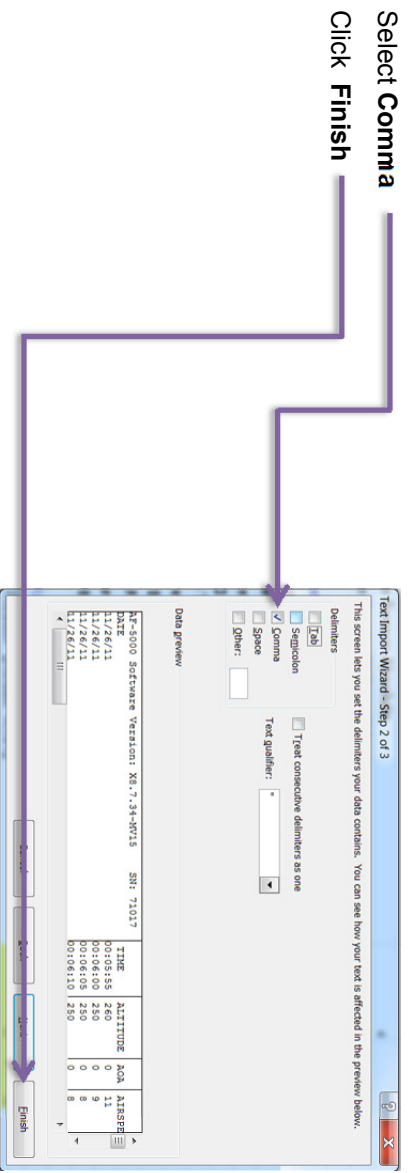 Select Comma
Click Finish
Text Import Wizard - Step 2 of 3
This screen lets you set the delimiters your data contains. You can see how your text is affected in the preview below.
Delimiters
Tab
Semicolon
Comma
Space
Other:
Treat consecutive delimiters as one
Text qualifier: "
Data preview
AF-5000 Software Version: X8.7.34-MV15 SN: 71017
DATE TIME ALTITUDE AOA AIRSPE
11/26/11 00:05:55 260 0 11
11/26/11 00:06:00 250 0 9
11/26/11 00:06:05 250 0 8
11/26/11 00:06:10 250 0 8
Finish